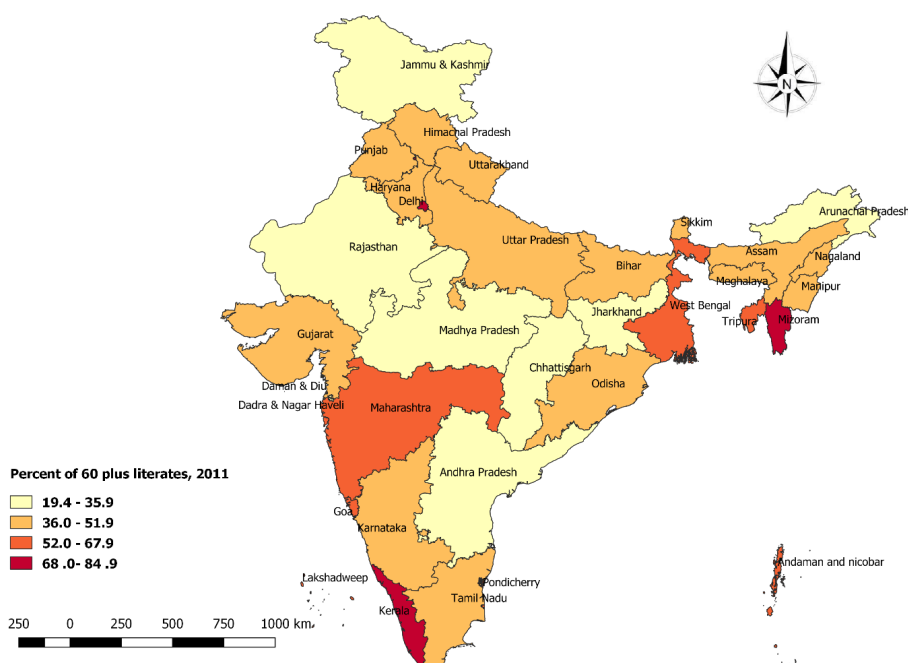 Jammu & Kashmir
N
Himachal Pradesh
Punjab
Uttarakhand
Haryana
Delhi
Arunachal Pradesh
Sikkim
Rajasthan
Uttar Pradesh
Assam
Nagaland
Bihar
Meghalaya
Manipur
West Bengal
Jharkhand
Tripura
Mizoram
Gujarat
Madhya Pradesh
Chhattisgarh
Daman & Diu
Odisha
Dadra & Nagar Haveli
Maharashtra
Andhra Pradesh
Percent of 60 plus literates, 2011
19.4 - 35.9
36.0 - 51.9
52.0 - 67.9
68 .0- 84 .9
Goa
Karnataka
Andaman and nicobar
Lakshadweep
Pondicherry
Tamil Nadu
Kerala
250 0 250 500 750 1000 km